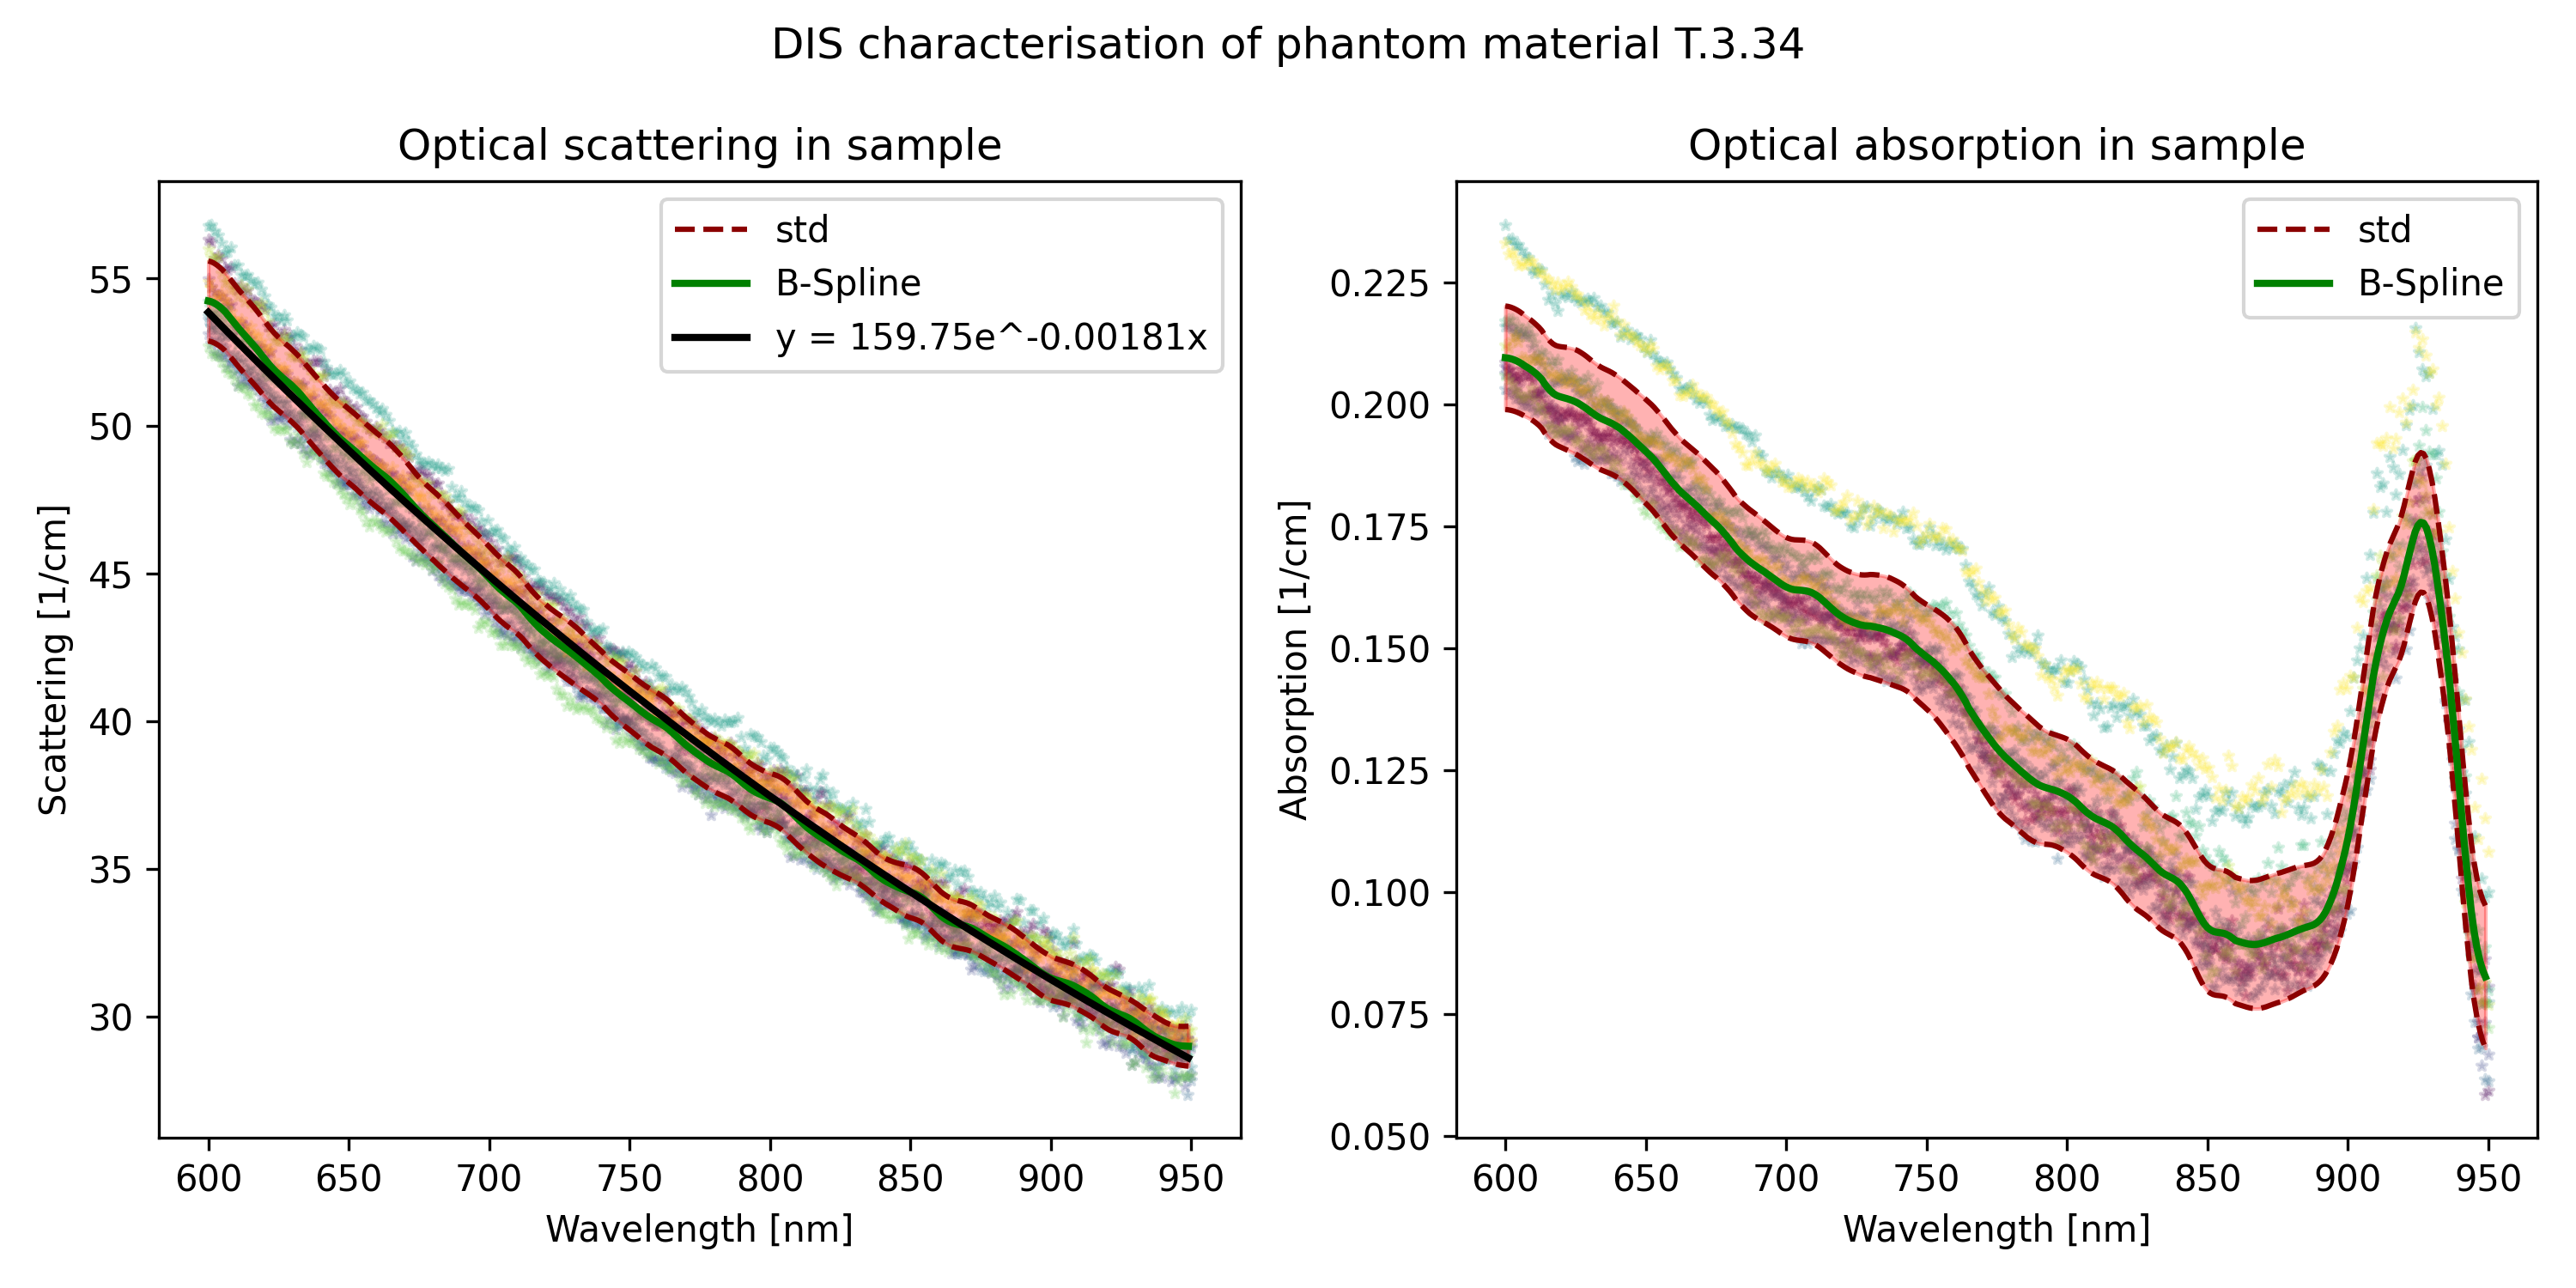 DIS characterisation of phantom material T.3.34
Optical scattering in sample
std
B-Spline
y = 159.75e^-0.00181x
55
50
45
40
35
30
Scattering [1/cm]
600 650 700 750 800 850 900 950
Wavelength [nm]
Optical absorption in sample
std
B-Spline
0.225
0.200
0.175
0.150
0.125
0.100
0.075
0.050
Absorption [1/cm]
600 650 700 750 800 850 900 950
Wavelength [nm]